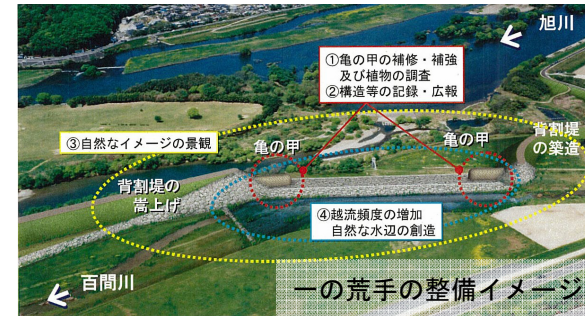 旭川
①亀の甲の補修・補強
及び植物の調査
②構造等の記録・広報
③自然なイメージの景観
亀の甲
亀の甲
背割堤
の築造
背割堤の
嵩上げ
④越流頻度の増加
自然な水辺の創造
百間川
一の荒手の整備イメージ